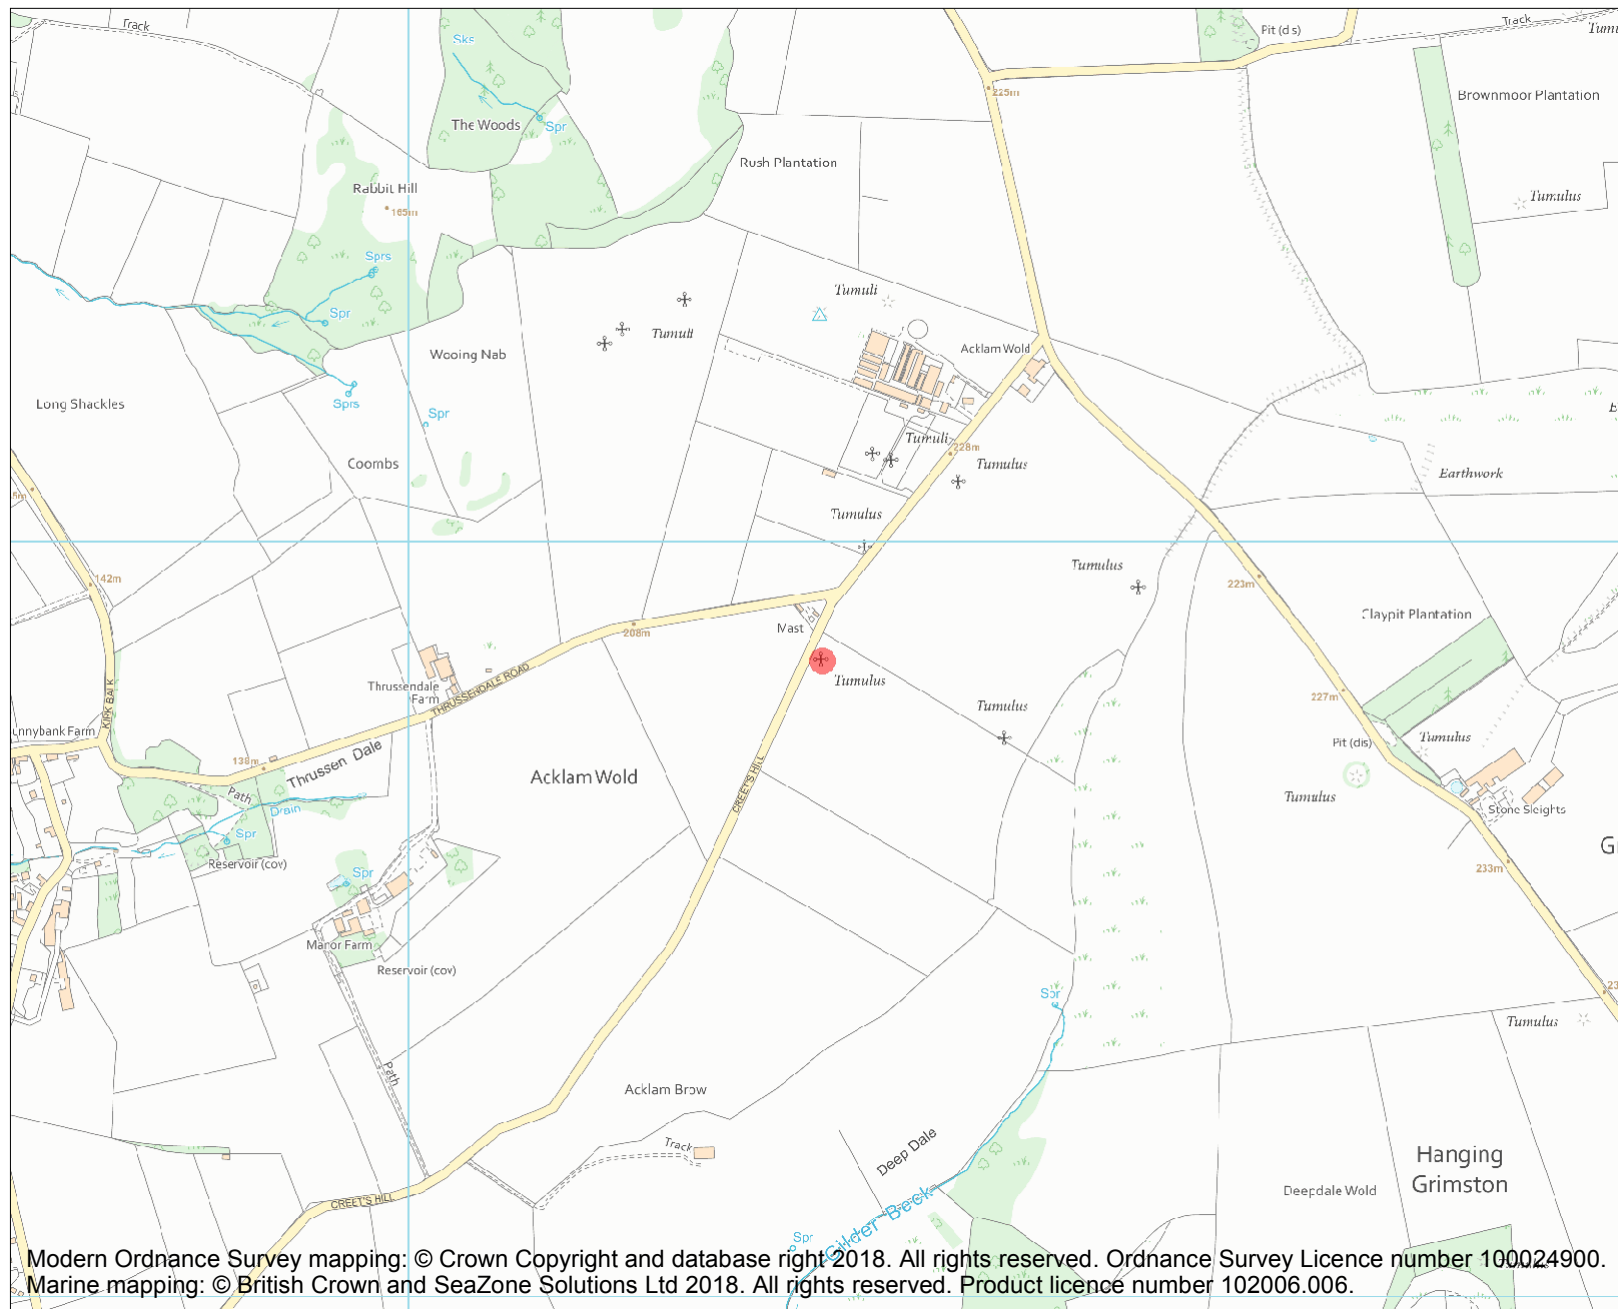 Track
Sks
Pit (dis)
Track
225m
Brownmoor Plantation
The Woods
Spr
Rush Plantation
Rabbit Hill
165m
Tumulus
Sprs
Tumuli
Spr
Tumuli
Wooing Nab
Acklam Wold
Long Shackles
Sprs
Spr
Tumuli
228m
Coombs
Tumulus
Earthwork
Tumulus
Tumulus
142m
223m
Claypit Plantation
Mast
208m
KIRK BALK
Thrussendale
Farm
THRUSSENDALE ROAD
Tumulus
227m
Tumulus
unnybank Farm
Pit (dis)
Tumulus
138m
Thrussen Dale
Acklam Wold
CREET'S HILL
Path
Drain
Tumulus
Stone Sleights
Spr
Reservoir (cov)
Spr
233m
Manor Farm
Reservoir (cov)
Spr
Tumulus
Path
Acklam Brow
Track
Deep Dale
Hanging
Grimston
Deepdale Wold
CREET'S HILL
Gilder Beck
Spr
Modern Ordnance Survey mapping: © Crown Copyright and database right 2018. All rights reserved. Ordnance Survey Licence number 100024900.
Marine mapping: © British Crown and SeaZone Solutions Ltd 2018. All rights reserved. Product licence number 102006.006.